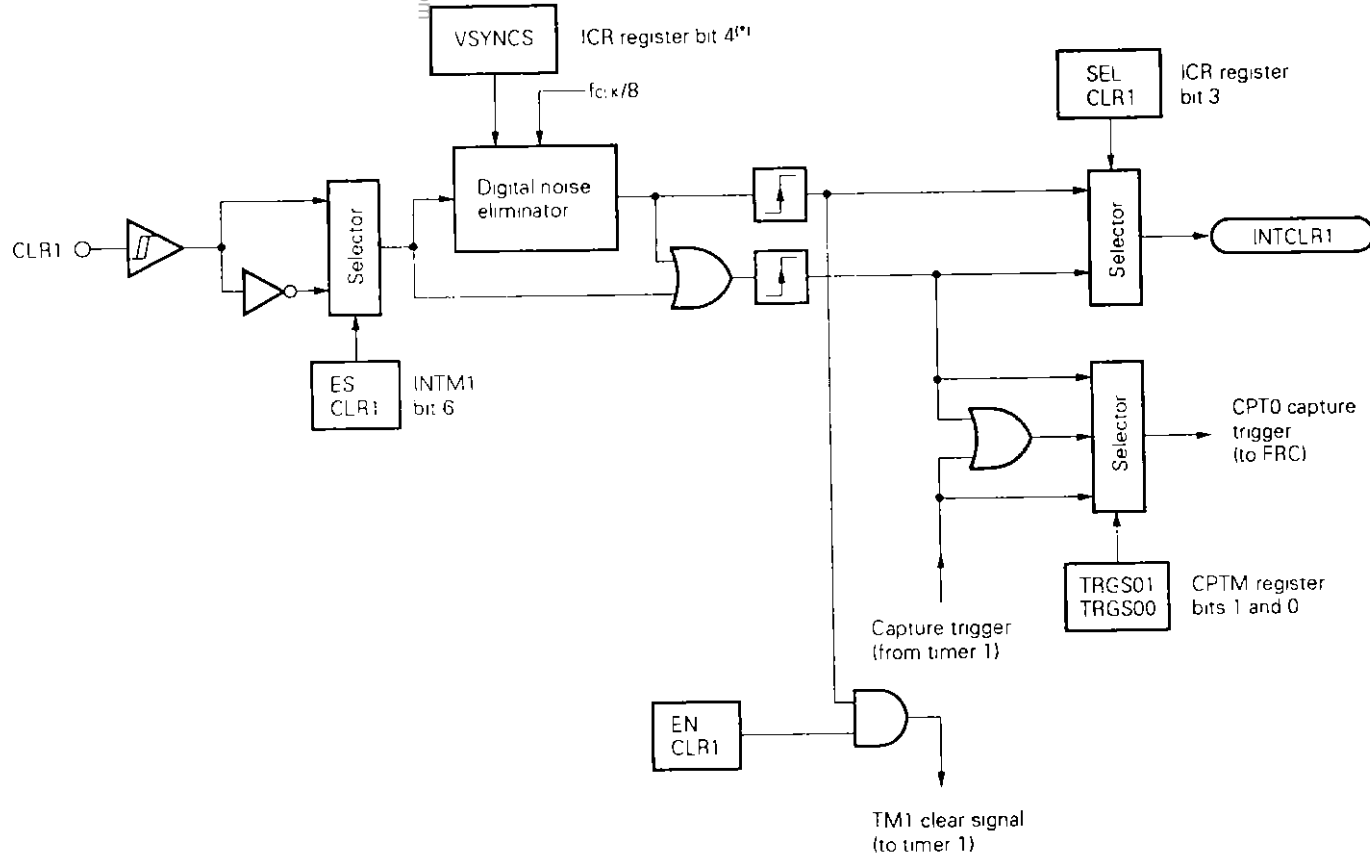 VSYNCS
ICR register bit 4(*)
fCLK/8
SEL
CLR1
ICR register
bit 3
Digital noise
eliminator
Selector
Selector
CLR1
INTCLR1
ES
CLR1
INTM1
bit 6
Selector
CPT0 capture
trigger
(to FRC)
TRGS01
TRGS00
CPTM register
bits 1 and 0
Capture trigger
(from timer 1)
EN
CLR1
TM1 clear signal
(to timer 1)